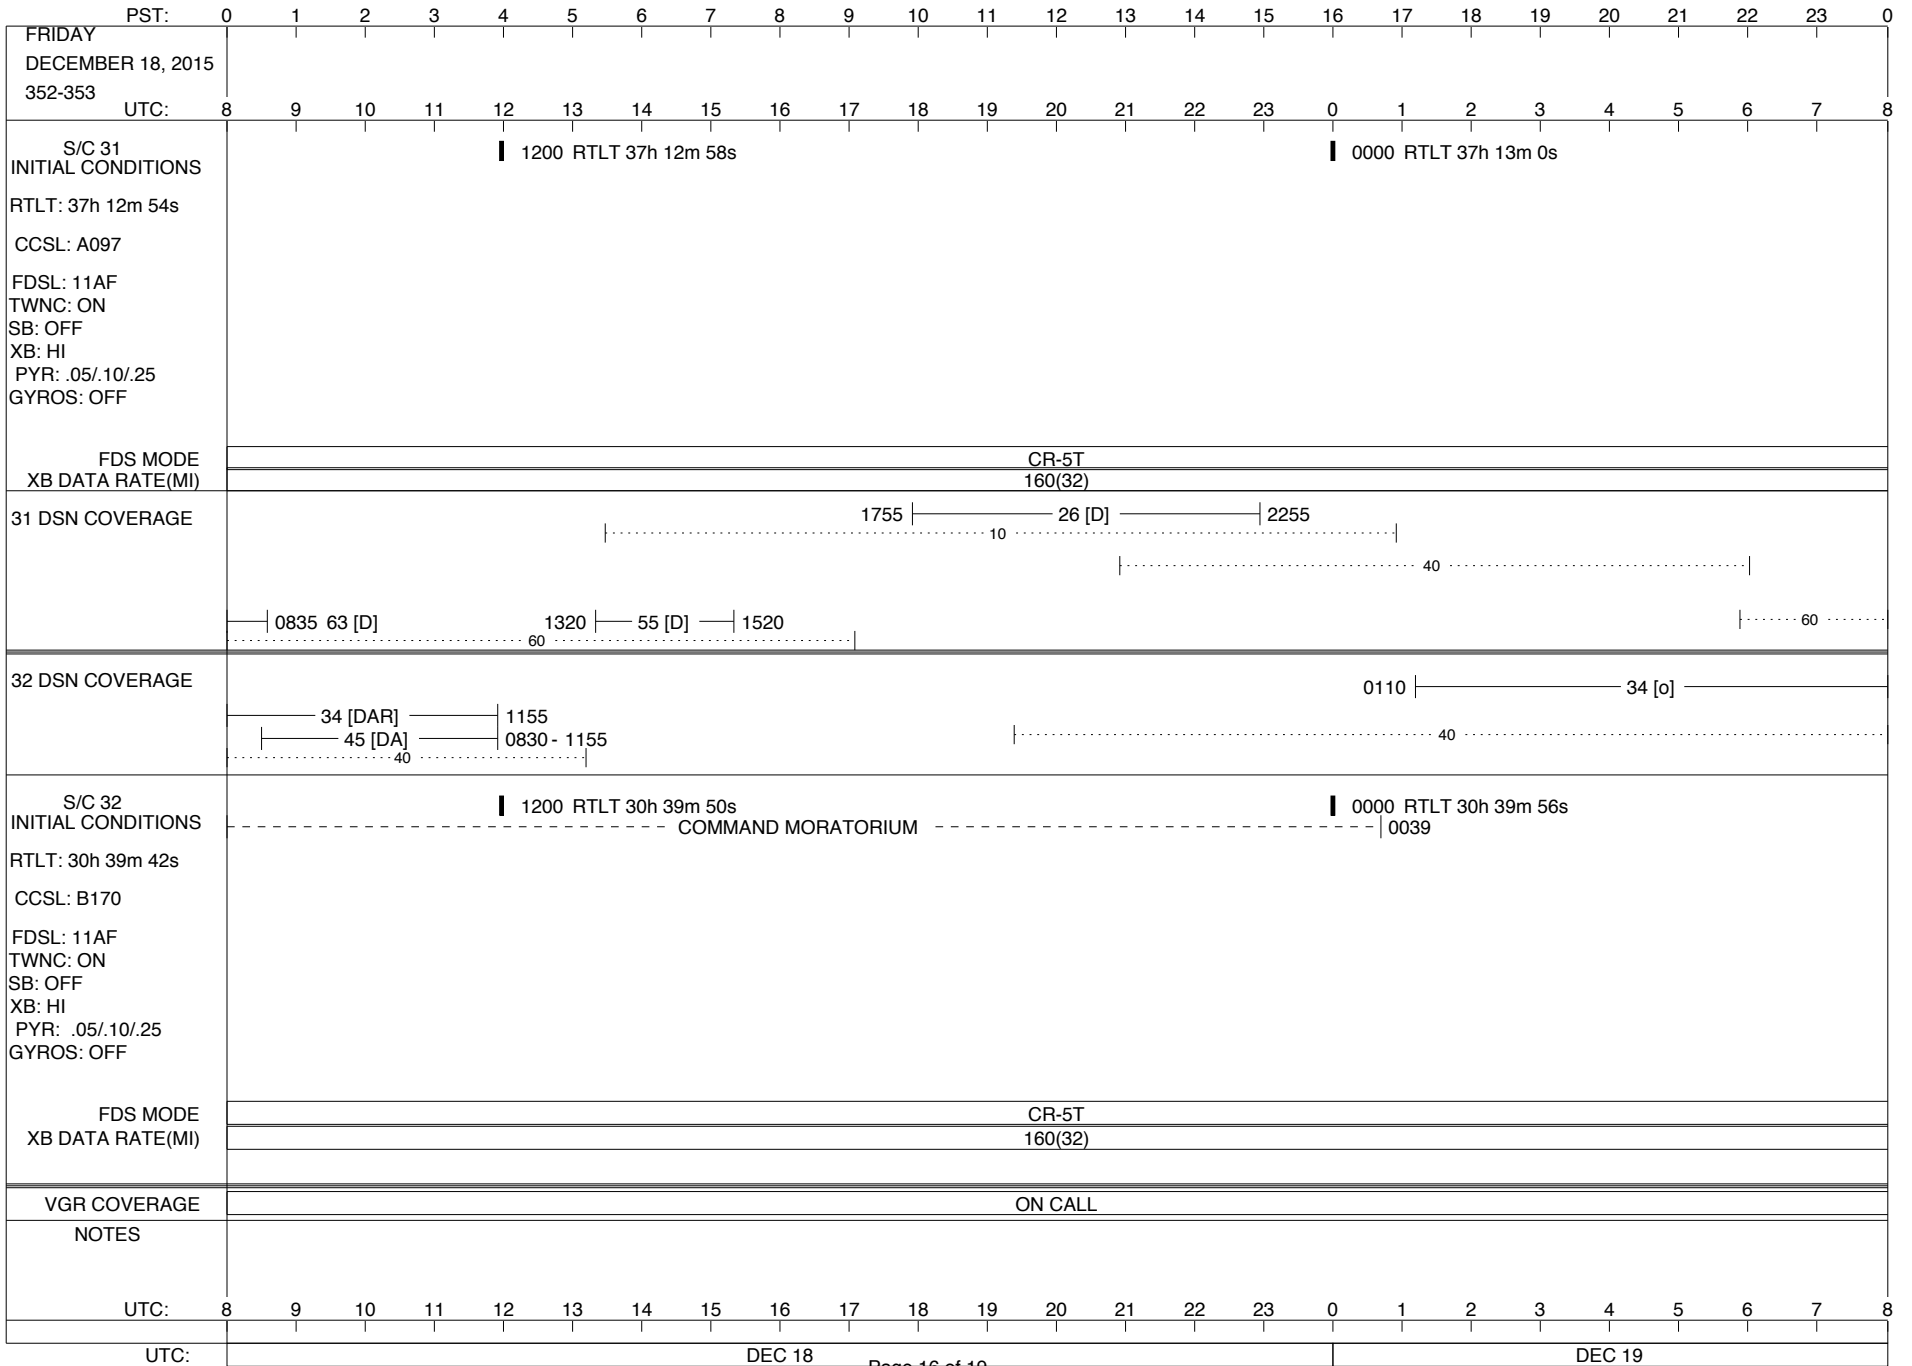 PST: 0 1 2 3 4 5 6 7 8 9 10 11 12 13 14 15 16 17 18 19 20 21 22 23 0
FRIDAY
DECEMBER 18, 2015
352-353
UTC: 8 9 10 11 12 13 14 15 16 17 18 19 20 21 22 23 0 1 2 3 4 5 6 7 8
S/C 31
INITIAL CONDITIONS
1200 RTLT 37h 12m 58s
0000 RTLT 37h 13m 0s
RTLT: 37h 12m 54s
CCSL: A097
FDSL: 11AF
TWNC: ON
SB: OFF
XB: HI
PYR: .05/.10/.25
GYROS: OFF
FDS MODE CR-5T
XB DATA RATE(MI) 160(32)
31 DSN COVERAGE
1755 26 [D] 2255
10
40
0835 63 [D] 1320 55 [D] 1520
60
60
32 DSN COVERAGE
0110 34 [o]
34 [DAR] 1155
45 [DA] 0830 - 1155
40
40
S/C 32
INITIAL CONDITIONS
1200 RTLT 30h 39m 50s
0000 RTLT 30h 39m 56s
COMMAND MORATORIUM 0039
RTLT: 30h 39m 42s
CCSL: B170
FDSL: 11AF
TWNC: ON
SB: OFF
XB: HI
PYR: .05/.10/.25
GYROS: OFF
FDS MODE CR-5T
XB DATA RATE(MI) 160(32)
VGR COVERAGE ON CALL
NOTES
UTC: 8 9 10 11 12 13 14 15 16 17 18 19 20 21 22 23 0 1 2 3 4 5 6 7 8
UTC: DEC 18 DEC 19
Page 16 of 19